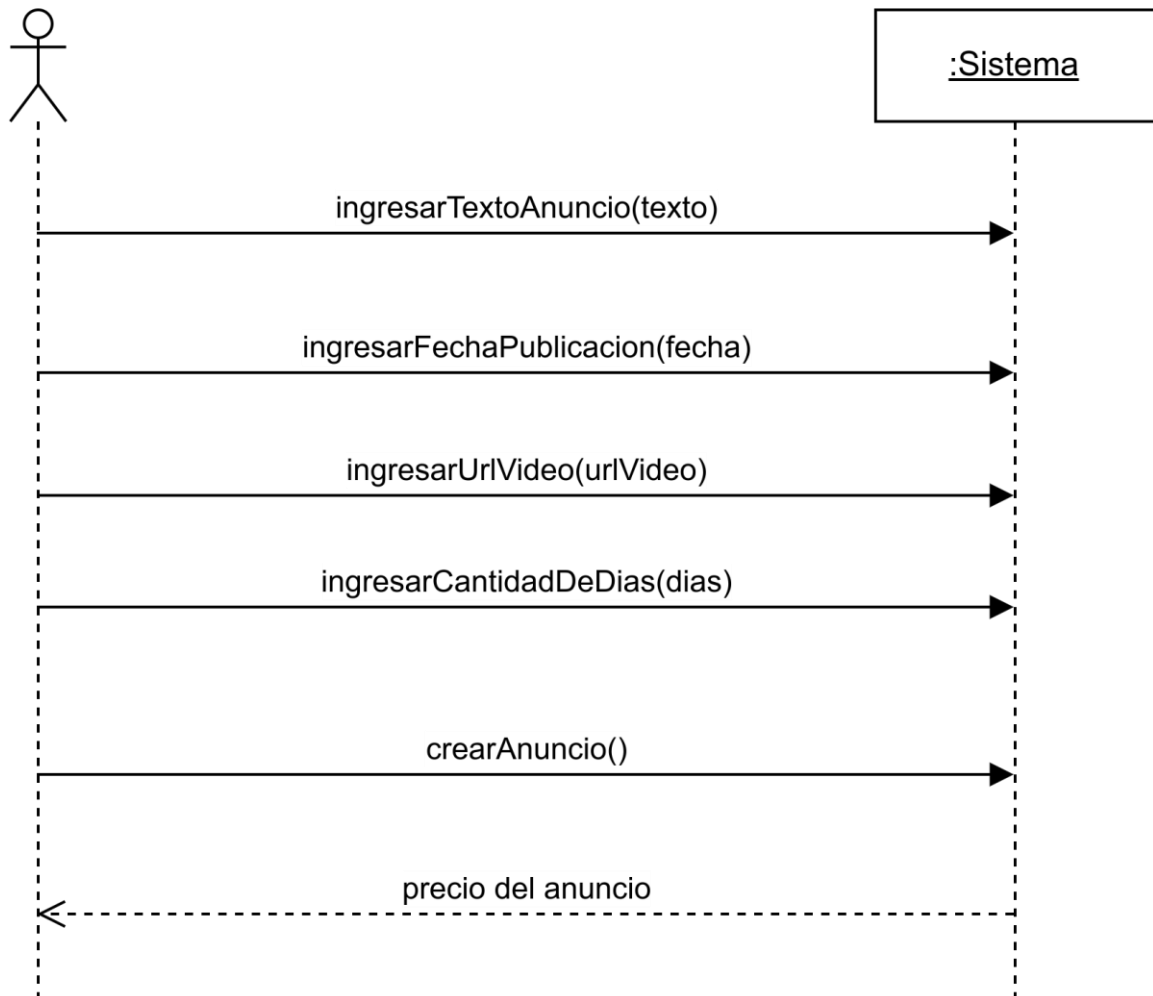 :Sistema
ingresarTextoAnuncio(texto)
ingresarFechaPublicacion(fecha)
ingresarUrlVideo(urlVideo)
ingresarCantidadDeDias(dias)
crearAnuncio()
precio del anuncio